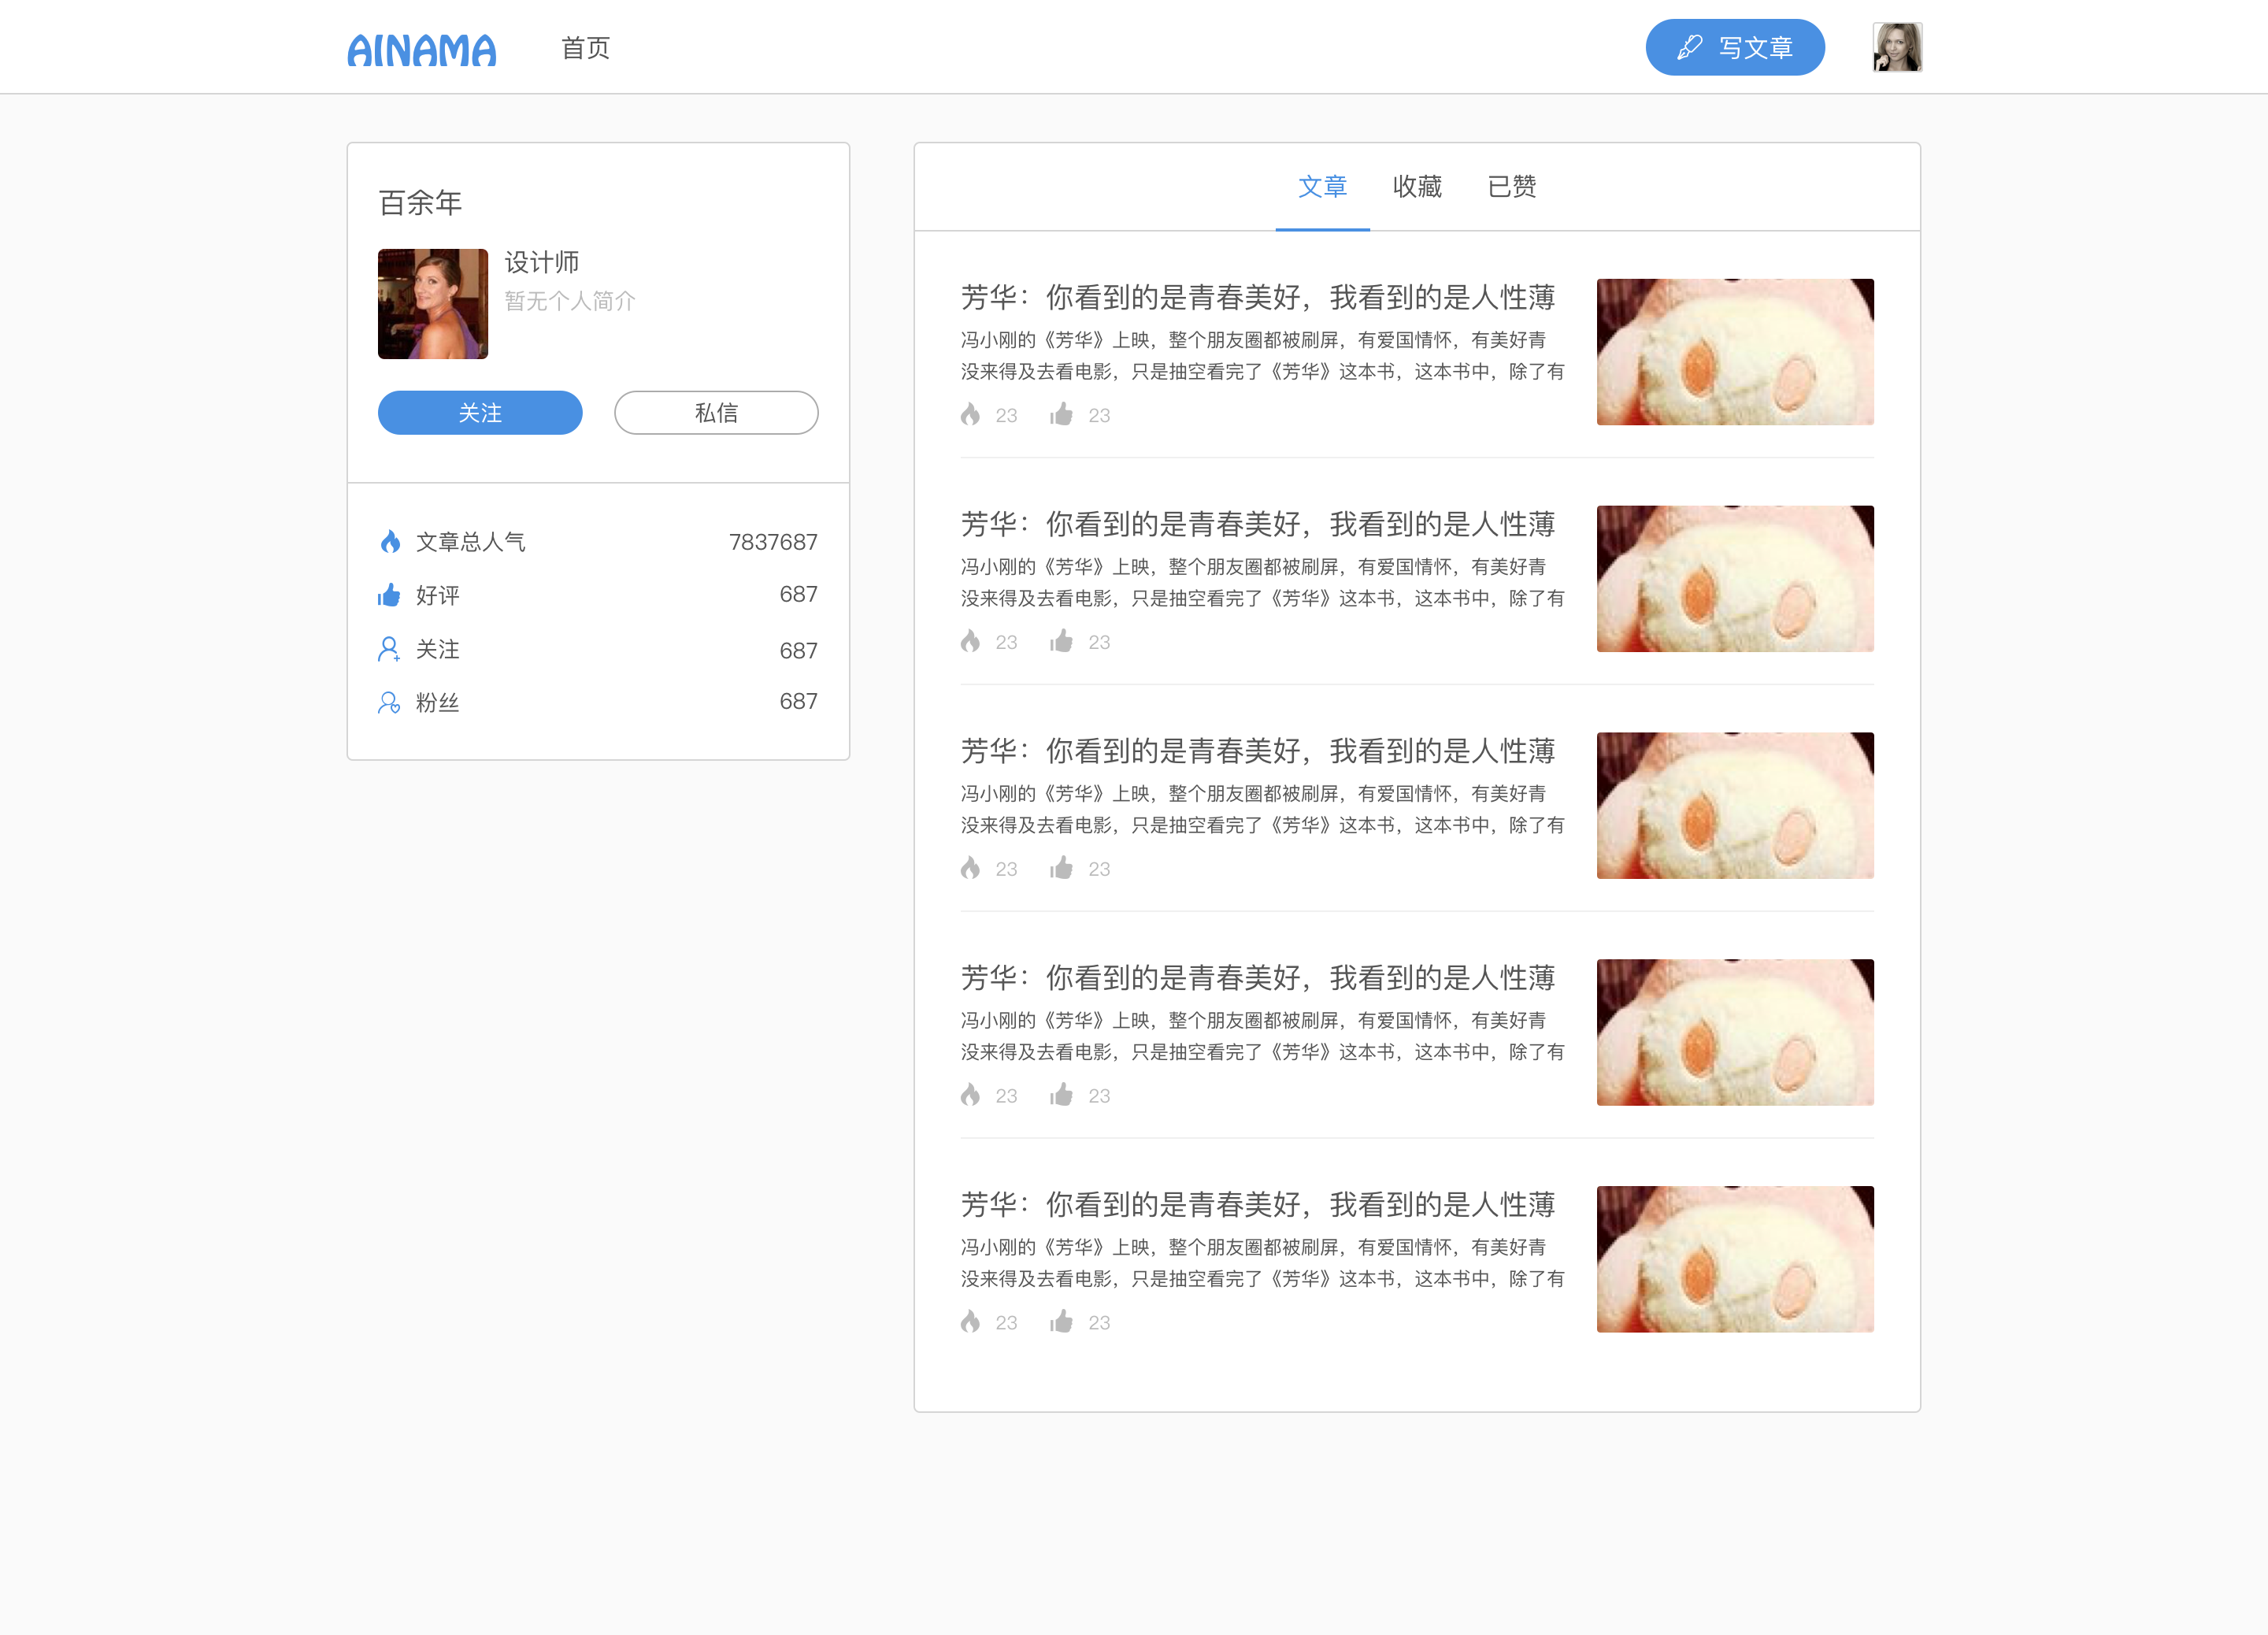 AINAMA
首页
写文章
百余年
设计师
暂无个人简介
关注
私信
文章总人气 7837687
好评 687
关注 687
粉丝 687
文章 收藏 已赞
芳华：你看到的是青春美好，我看到的是人性薄
冯小刚的《芳华》上映，整个朋友圈都被刷屏，有爱国情怀，有美好青
没来得及去看电影，只是抽空看完了《芳华》这本书，这本书中，除了有
23 23
芳华：你看到的是青春美好，我看到的是人性薄
冯小刚的《芳华》上映，整个朋友圈都被刷屏，有爱国情怀，有美好青
没来得及去看电影，只是抽空看完了《芳华》这本书，这本书中，除了有
23 23
芳华：你看到的是青春美好，我看到的是人性薄
冯小刚的《芳华》上映，整个朋友圈都被刷屏，有爱国情怀，有美好青
没来得及去看电影，只是抽空看完了《芳华》这本书，这本书中，除了有
23 23
芳华：你看到的是青春美好，我看到的是人性薄
冯小刚的《芳华》上映，整个朋友圈都被刷屏，有爱国情怀，有美好青
没来得及去看电影，只是抽空看完了《芳华》这本书，这本书中，除了有
23 23
芳华：你看到的是青春美好，我看到的是人性薄
冯小刚的《芳华》上映，整个朋友圈都被刷屏，有爱国情怀，有美好青
没来得及去看电影，只是抽空看完了《芳华》这本书，这本书中，除了有
23 23